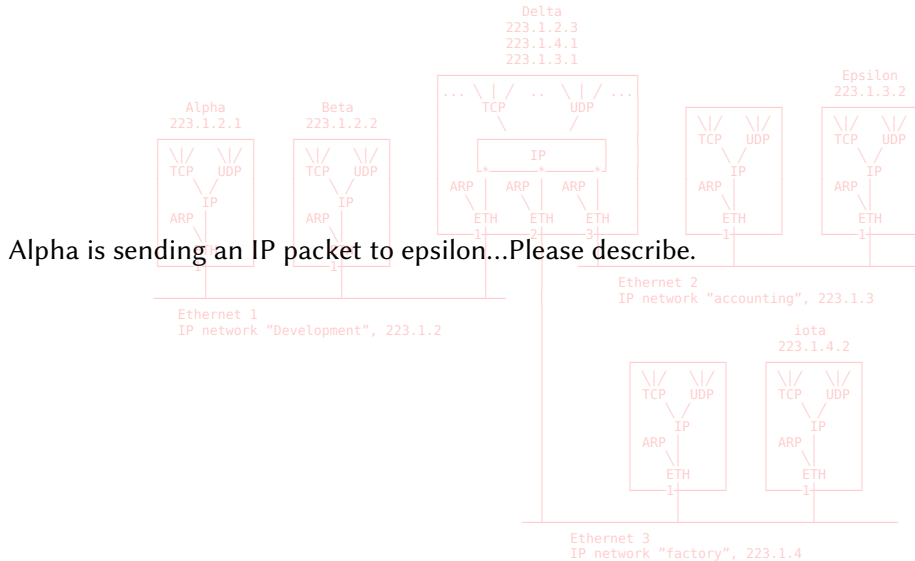 Delta
223.1.2.3
223.1.4.1
223.1.3.1
Epsilon
223.1.3.2
Alpha
223.1.2.1
Beta
223.1.2.2
... \ | / .. \ | / ...
TCP UDP
IP
ARP ARP ARP
ETH ETH ETH
1 2 3
\|/ \|/
TCP UDP
IP
ARP
ETH
1
\|/ \|/
TCP UDP
IP
ARP
ETH
1
\|/ \|/
TCP UDP
IP
ARP
ETH
1
\|/ \|/
TCP UDP
IP
ARP
ETH
1
Alpha is sending an IP packet to epsilon...Please describe.
Ethernet 2
IP network "accounting", 223.1.3
Ethernet 1
IP network "Development", 223.1.2
iota
223.1.4.2
\|/ \|/
TCP UDP
IP
ARP
ETH
1
\|/ \|/
TCP UDP
IP
ARP
ETH
1
Ethernet 3
IP network "factory", 223.1.4